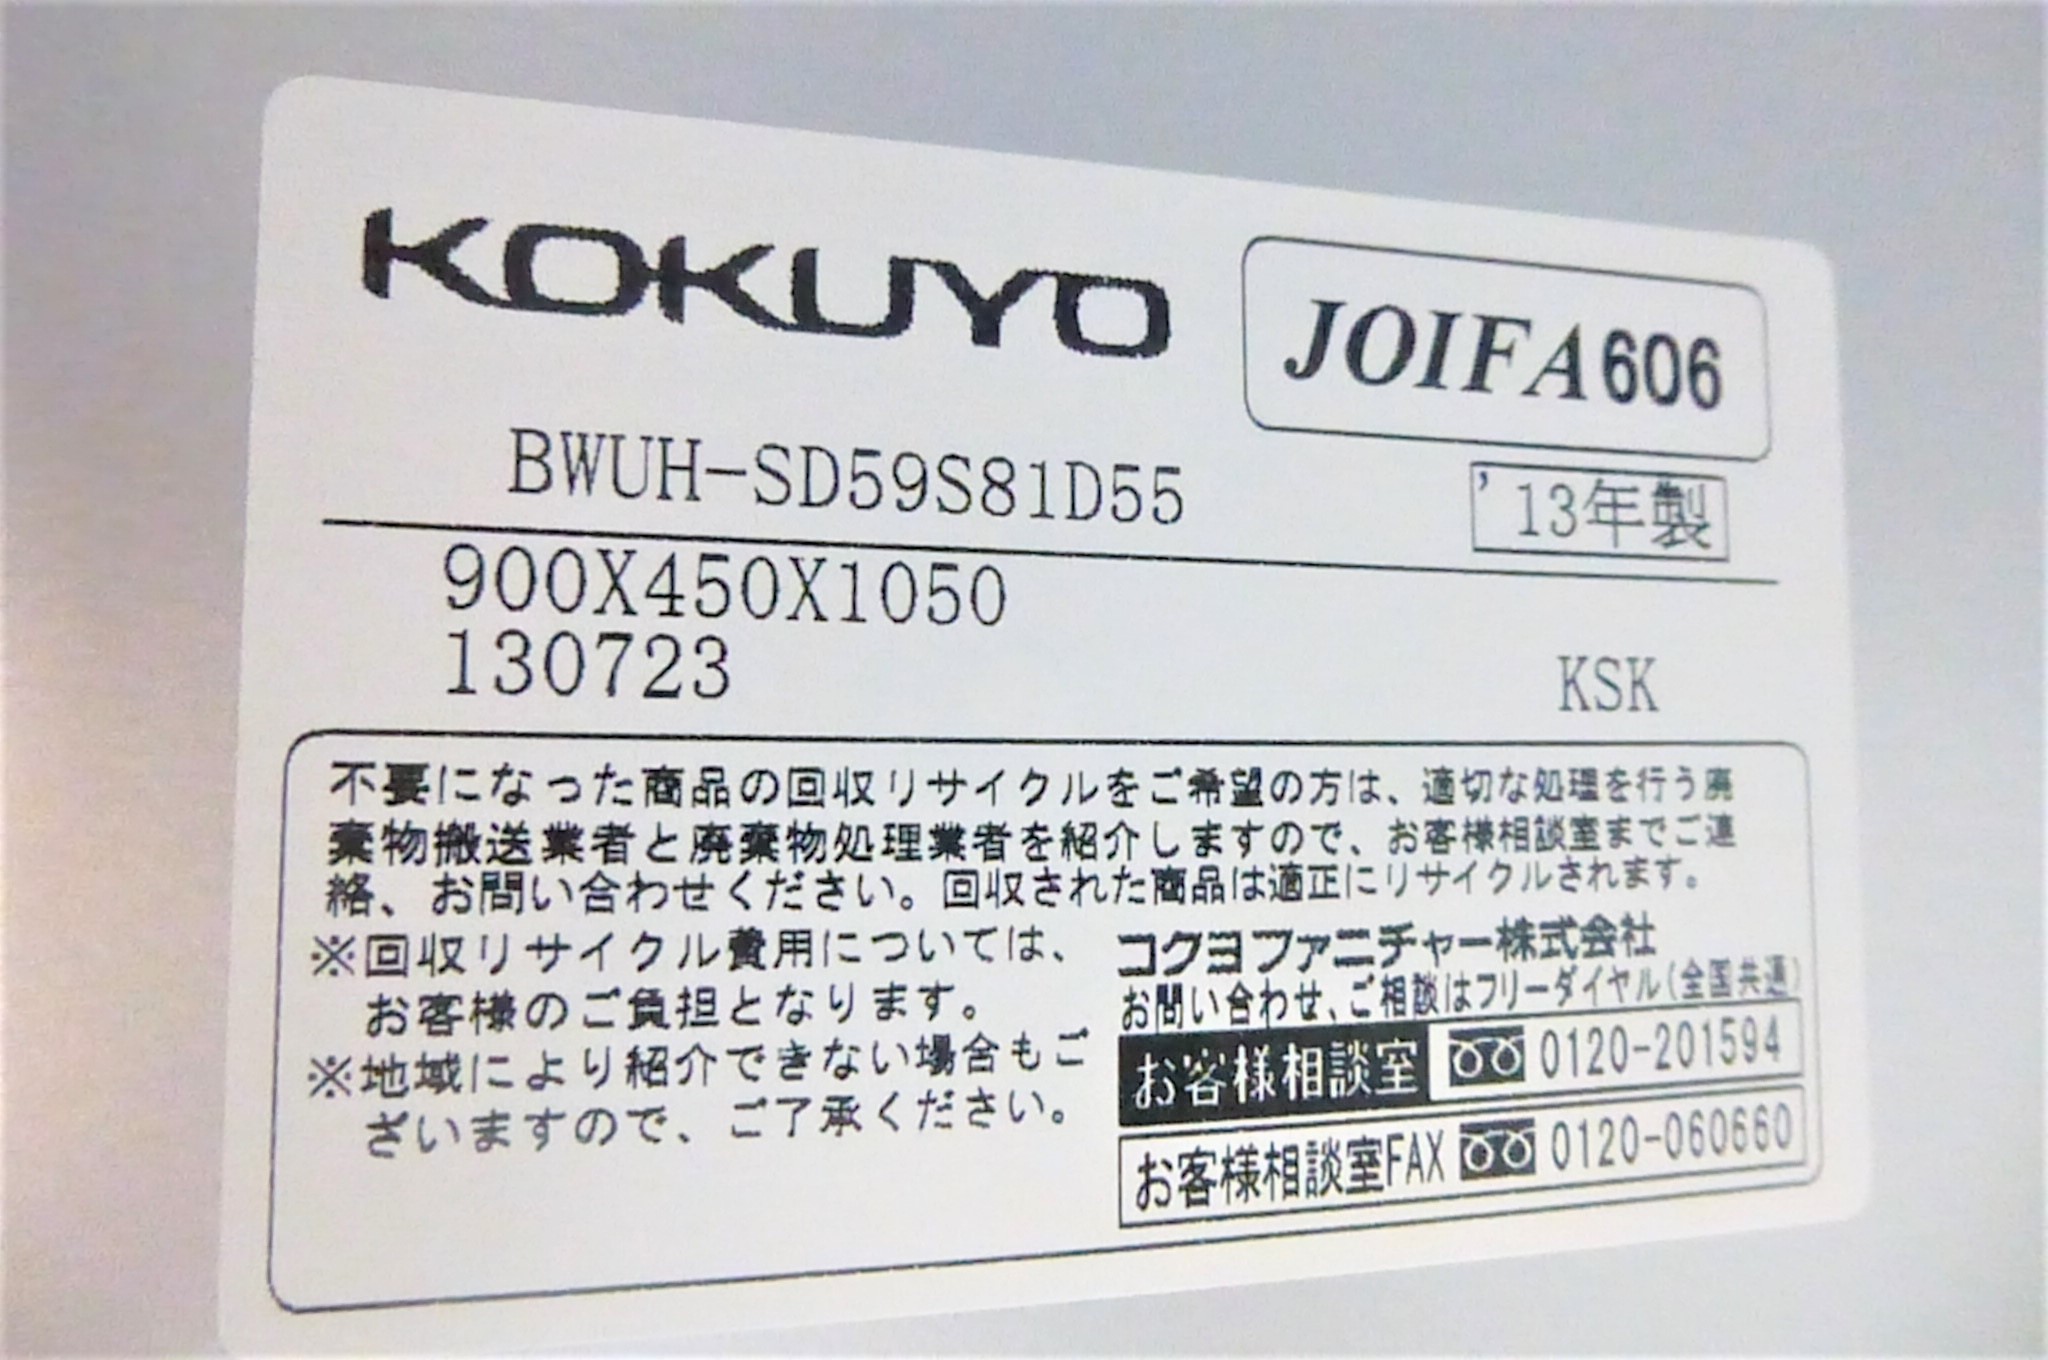 KOKUYO
JOIFA606
BWUH-SD59S81D55
'13年製
900X450X1050
130723
KSK
不要になった商品の回収リサイクルをご希望の方は、適切な処理を行う廃
棄物搬送業者と廃棄物処理業者を紹介しますので、お客様相談室までご連
絡、お問い合わせください。回収された商品は適正にリサイクルされます。
※回収リサイクル費用については、
お客様のご負担となります。
※地域により紹介できない場合もご
ざいますので、ご了承ください。
コクヨファニチャー株式会社
お問い合わせ、ご相談はフリーダイヤル(全国共通)
お客様相談室 0120-201594
お客様相談室FAX 0120-060660